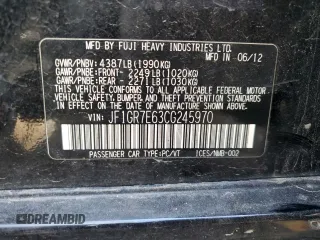 MFD. BY FUJI HEAVY INDUSTRIES LTD.
MFD IN 06/12
GVWR/PNBV: 4387LB(1990KG)
GAWR/PNBE:FRONT- 2249LB(1020KG)
GAWR/PNBE:REAR - 2271LB(1030KG)
THIS VEHICLE CONFORMS TO ALL APPLICABLE
FEDERAL MOTOR VEHICLE SAFETY, BUMPER,
AND THEFT PREVENTION STANDARDS IN EFFECT ON
THE DATE OF MANUFACTURE SHOWN ABOVE.
VIN: JF1GR7E63CG245970
PASSENGER CAR TYPE:PC/VT ICES/NMB-002
© DEALERSHIP AND BIDFAX